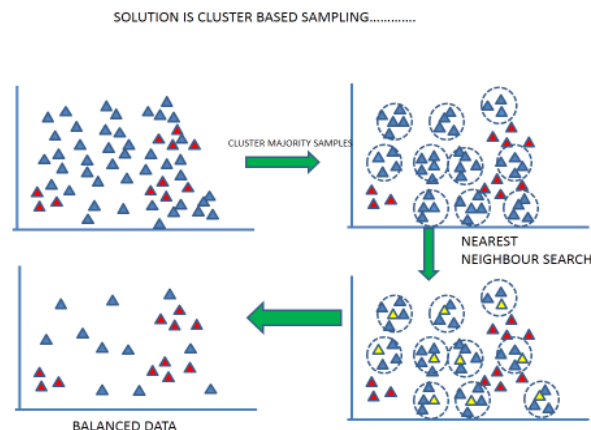 SOLUTION IS CLUSTER BASED SAMPLING............
CLUSTER MAJORITY SAMPLES
NEAREST
NEIGHBOUR SEARCH
BALANCED DATA